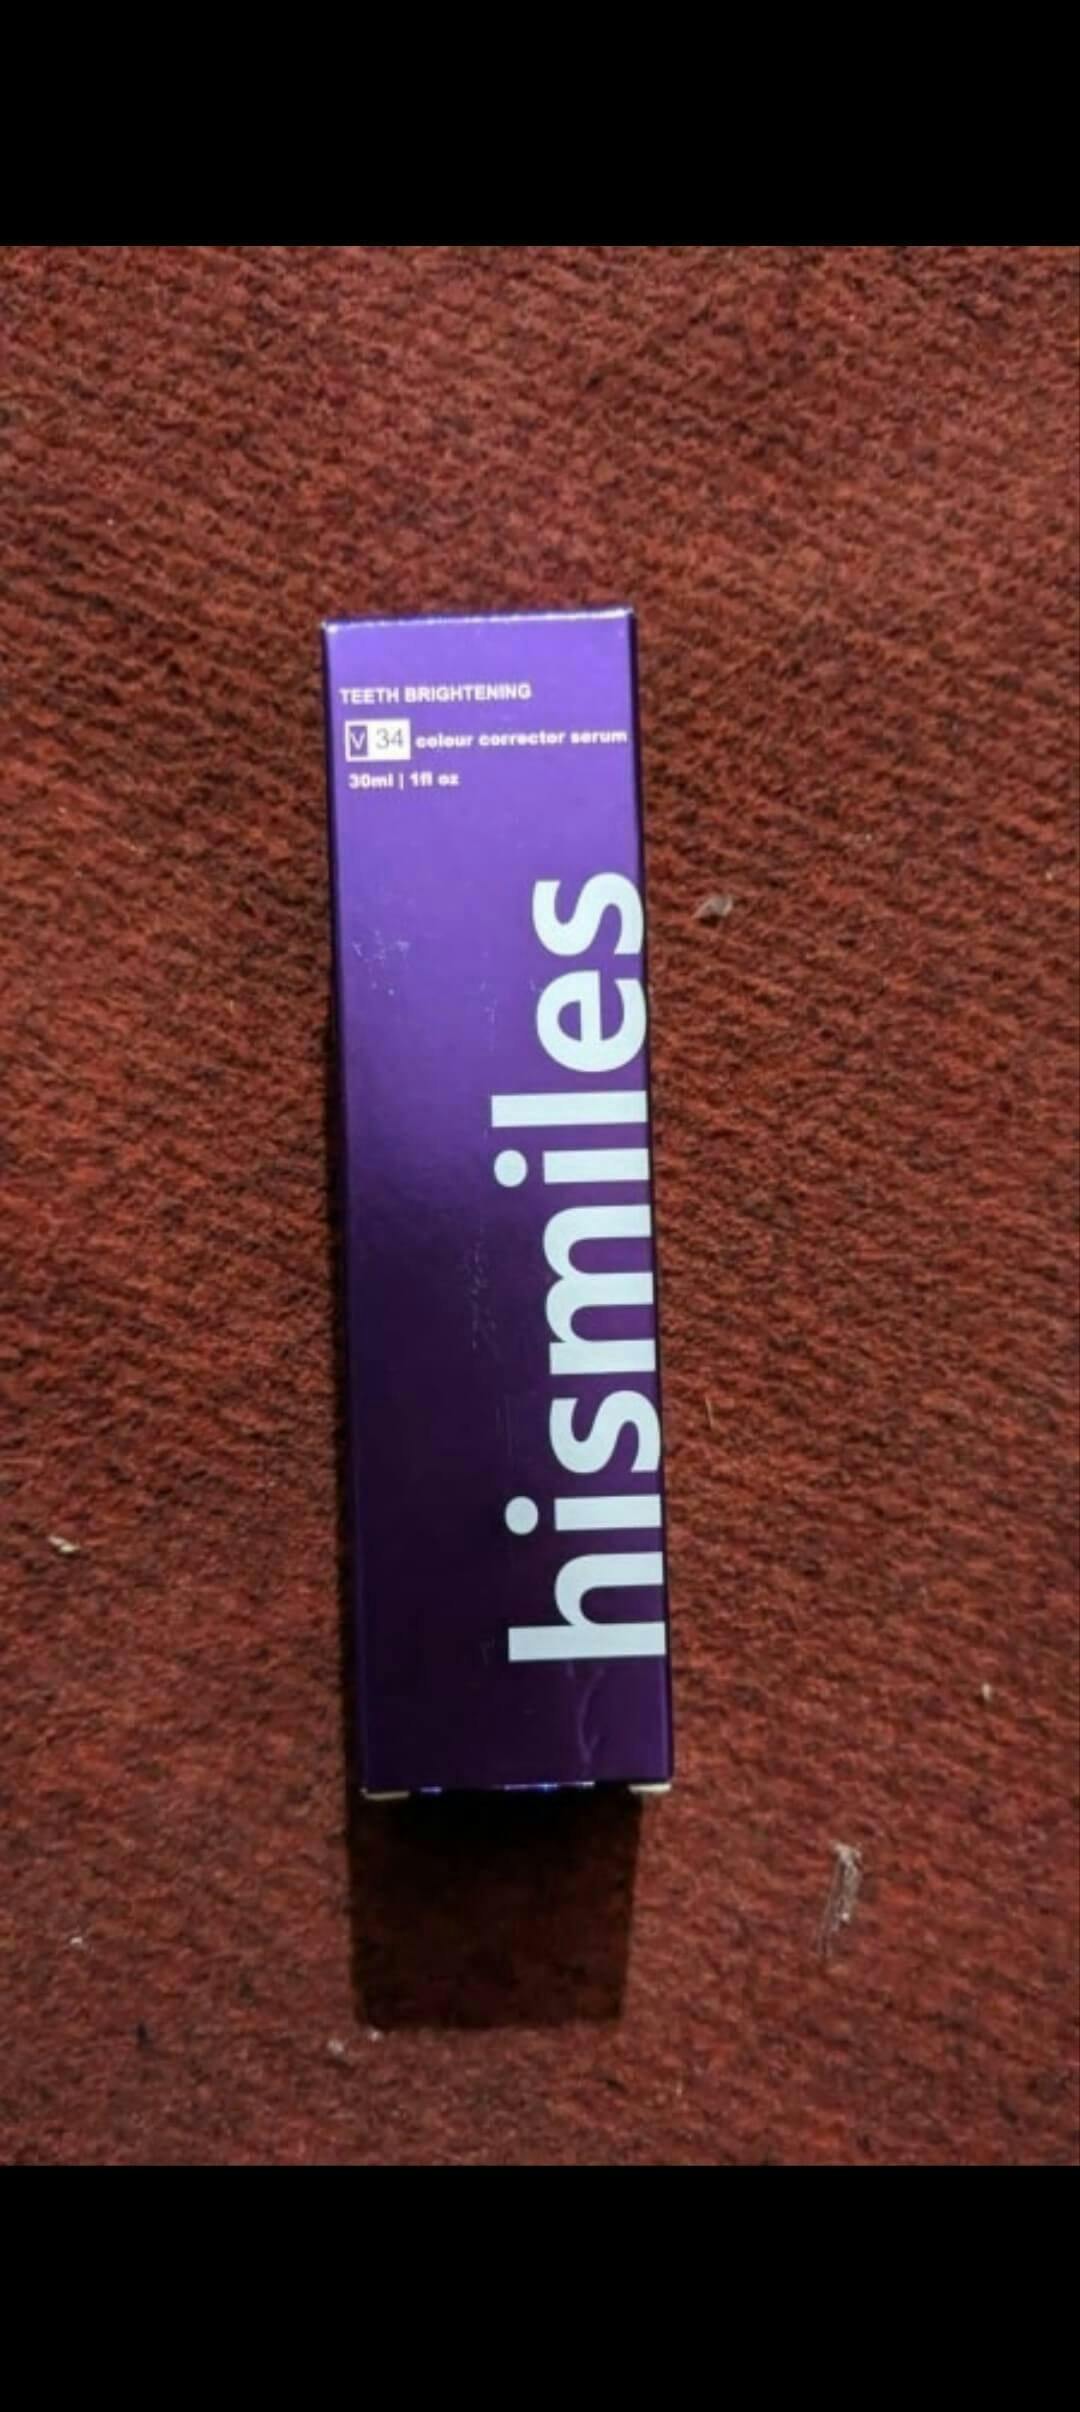 TEETH BRIGHTENING
V 34 colour corrector serum
30ml | 1fl oz
hismiles